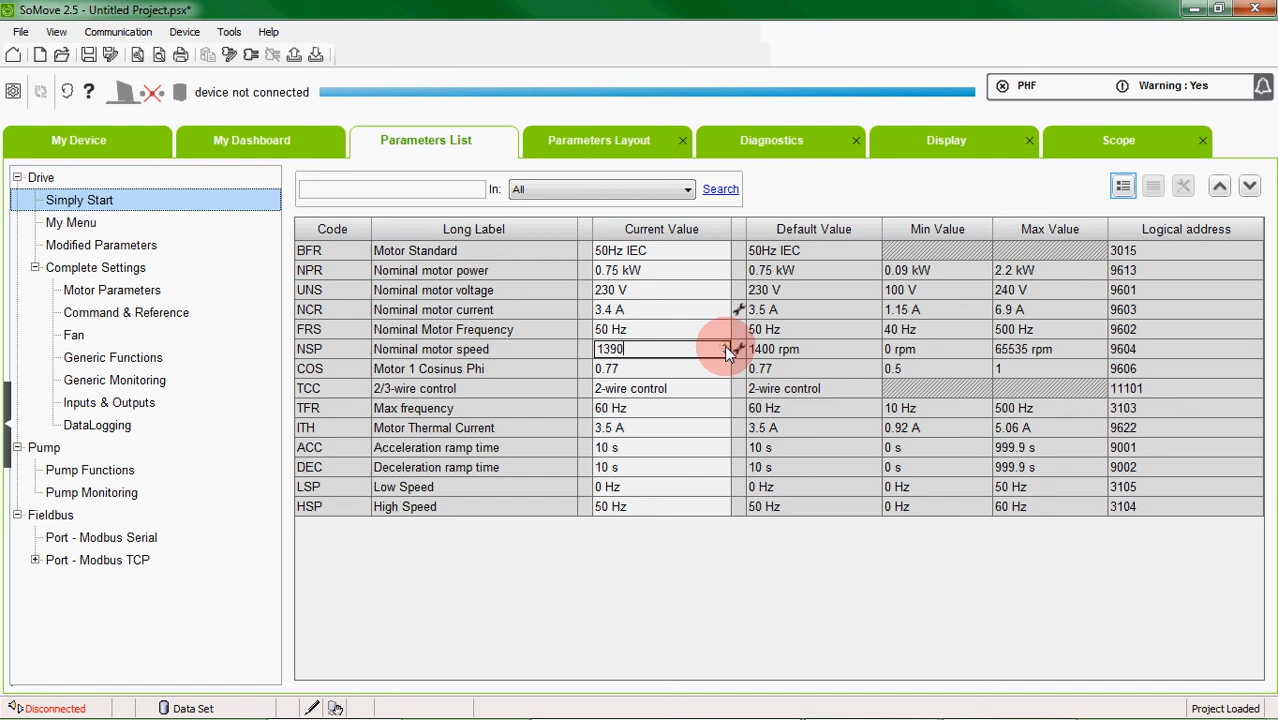 SoMove 2.5 - Untitled Project.psx*
File View Communication Device Tools Help
device not connected
PHF Warning : Yes
My Device My Dashboard Parameters List Parameters Layout Diagnostics Display Scope
Drive
Simply Start
My Menu
Modified Parameters
Complete Settings
Motor Parameters
Command & Reference
Fan
Generic Functions
Generic Monitoring
Inputs & Outputs
DataLogging
Pump
Pump Functions
Pump Monitoring
Fieldbus
Port - Modbus Serial
Port - Modbus TCP
In: All Search
Code Long Label Current Value Default Value Min Value Max Value Logical address
BFR Motor Standard 50Hz IEC 50Hz IEC 3015
NPR Nominal motor power 0.75 kW 0.75 kW 0.09 kW 2.2 kW 9613
UNS Nominal motor voltage 230 V 230 V 100 V 240 V 9601
NCR Nominal motor current 3.4 A 3.5 A 1.15 A 6.9 A 9603
FRS Nominal Motor Frequency 50 Hz 50 Hz 40 Hz 500 Hz 9602
NSP Nominal motor speed 1390 1400 rpm 0 rpm 65535 rpm 9604
COS Motor 1 Cosinus Phi 0.77 0.77 0.5 1 9606
TCC 2/3-wire control 2-wire control 2-wire control 11101
TFR Max frequency 60 Hz 60 Hz 10 Hz 500 Hz 3103
ITH Motor Thermal Current 3.5 A 3.5 A 0.92 A 5.06 A 9622
ACC Acceleration ramp time 10 s 10 s 0 s 999.9 s 9001
DEC Deceleration ramp time 10 s 10 s 0 s 999.9 s 9002
LSP Low Speed 0 Hz 0 Hz 0 Hz 50 Hz 3105
HSP High Speed 50 Hz 50 Hz 0 Hz 60 Hz 3104
Disconnected Data Set Project Loaded